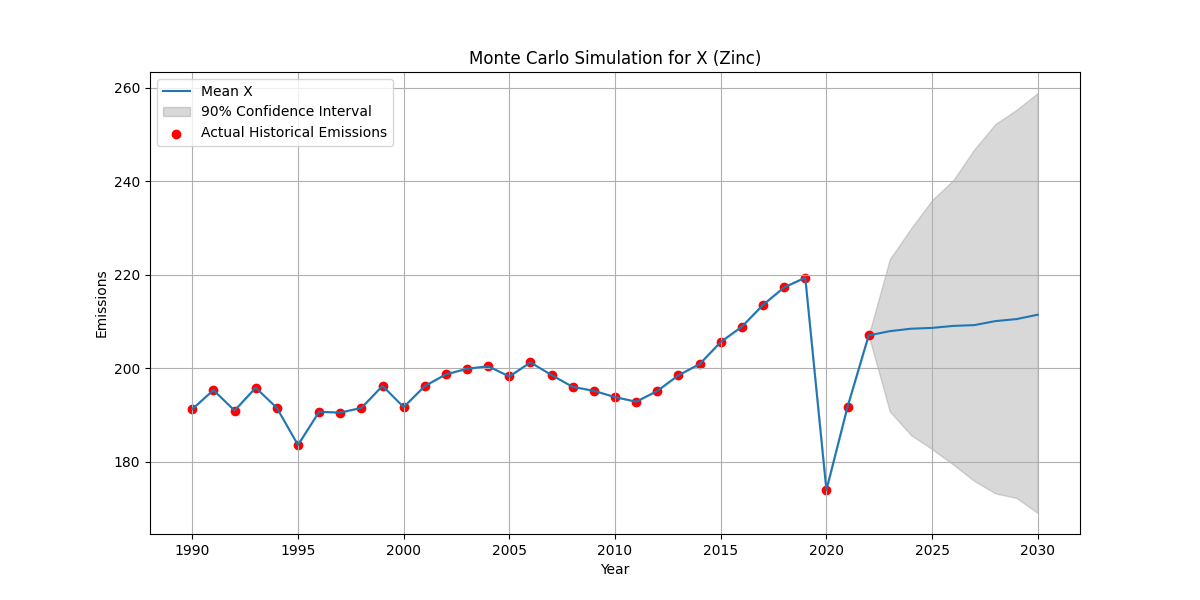 Monte Carlo Simulation for X (Zinc)
Mean X
90% Confidence Interval
Actual Historical Emissions
260
240
220
200
180
Emissions
1990 1995 2000 2005 2010 2015 2020 2025 2030
Year